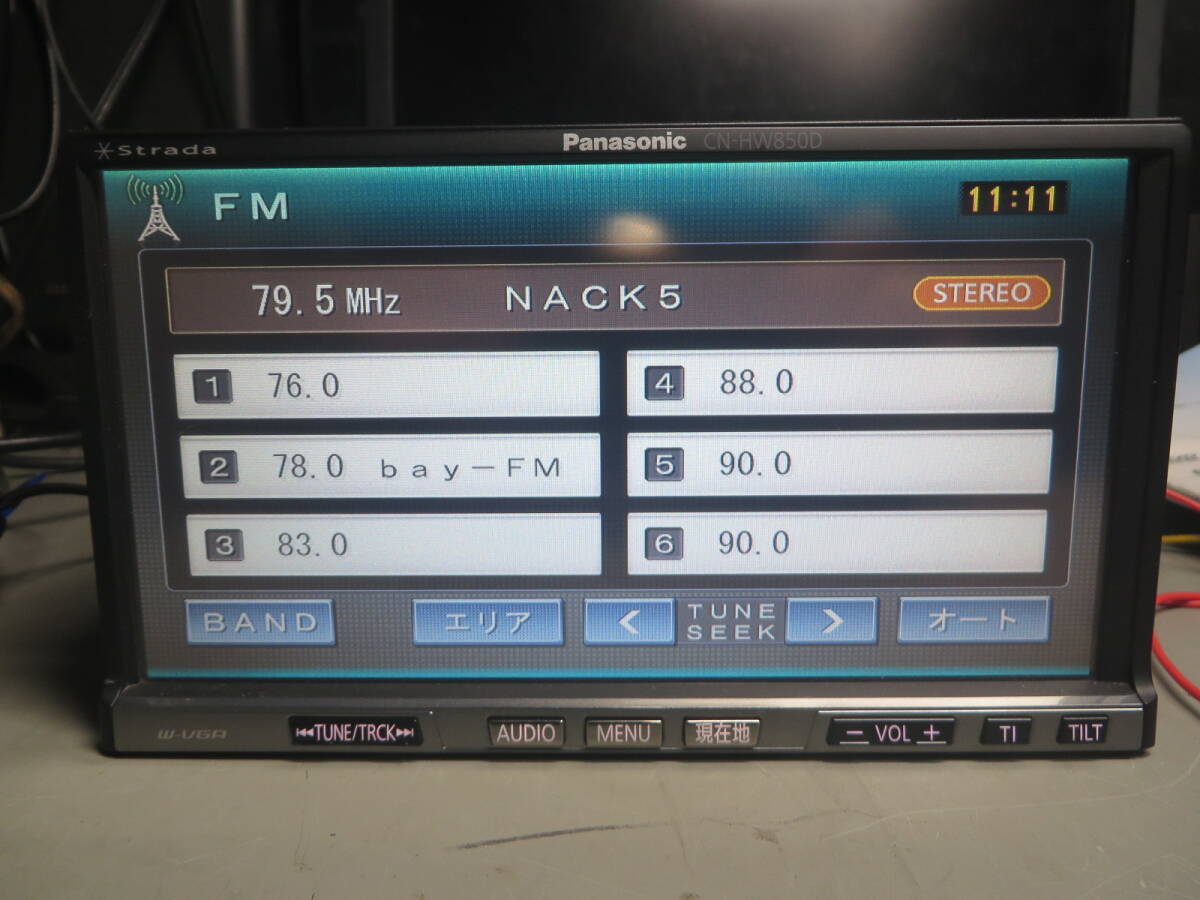 Strada
Panasonic CN-HW850D
FM
11:11
79.5 MHz NACK5 STEREO
1 76.0
4 88.0
2 78.0 bay-FM
5 90.0
3 83.0
6 90.0
BAND エリア < TUNE SEEK > オート
W-VGA TUNE/TRCK AUDIO MENU 現在地 － VOL ＋ TI TILT